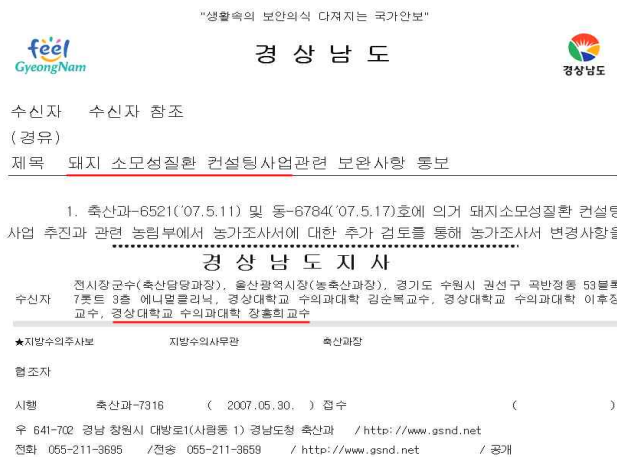 "생활속의 보안의식 다져지는 국가안보"
feel GyeongNam
경상남도
경상남도
수신자 수신자 참조
(경유)
제목 돼지 소모성질환 컨설팅사업관련 보완사항 통보
1. 축산과-6521('07.5.11) 및 동-6784('07.5.17)호에 의거 돼지소모성질환 컨설팅
사업 추진과 관련 농림부에서 농가조사서에 대한 추가 검토를 통해 농가조사서 변경사항을
경상남도지사
수신자 전시장군수(축산담당과장), 울산광역시장(농축산과장), 경기도 수원시 권선구 곡반정동 53블록
7롯트 3층 에니멀클리닉, 경상대학교 수의과대학 김순복교수, 경상대학교 수의과대학 이후장
교수, 경상대학교 수의과대학 장홍희교수
★지방수의주사보 지방수의사무관 축산과장
협조자
시행 축산과-7316 ( 2007.05.30. ) 접수 ( )
우 641-702 경남 창원시 대방로1(사림동 1) 경남도청 축산과 /http://www.gsnd.net
전화 055-211-3695 /전송 055-211-3659 /http://www.gsnd.net /공개